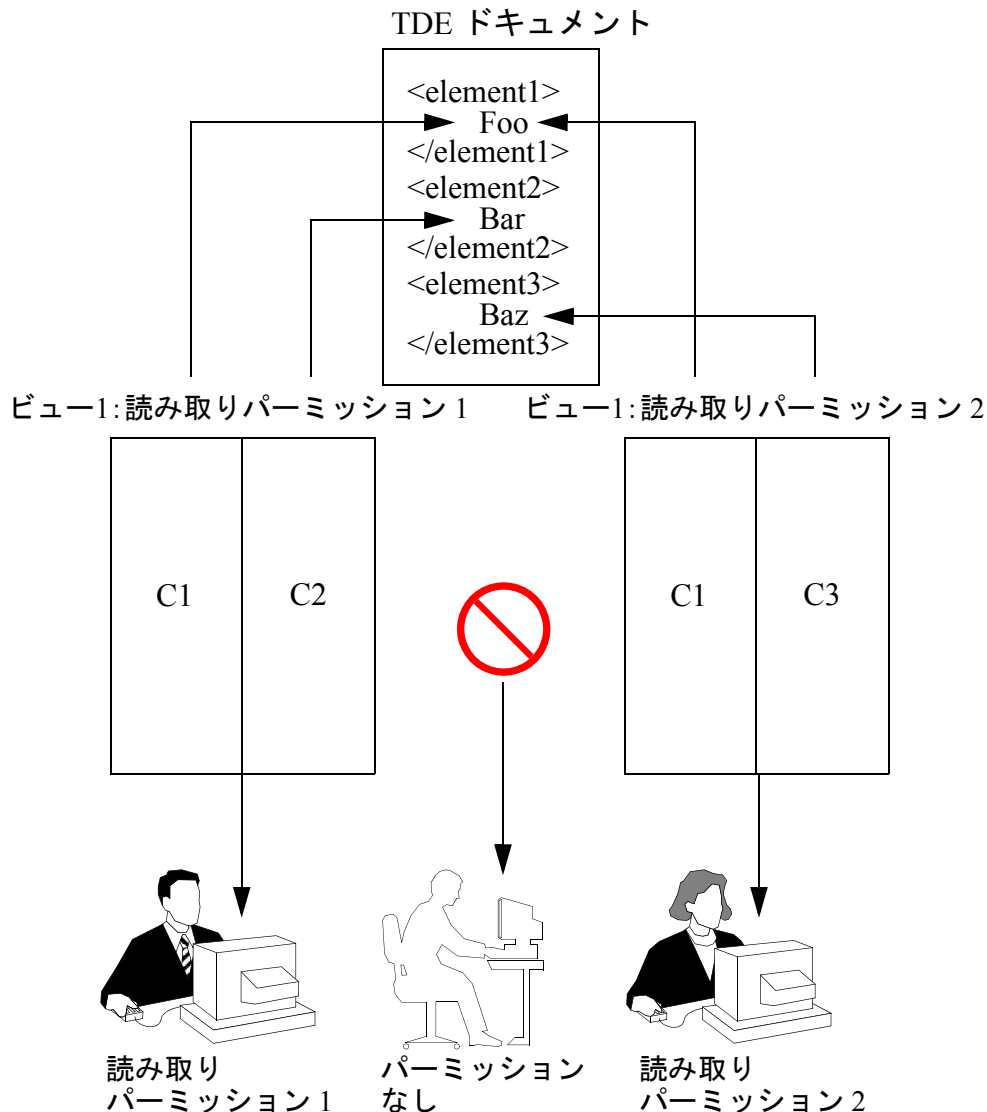 TDE ドキュメント
<element1>
Foo
</element1>
<element2>
Bar
</element2>
<element3>
Baz
</element3>
ビュー1:読み取りパーミッション 1
ビュー1:読み取りパーミッション 2
C1
C2
C1
C3
読み取り
パーミッション 1
パーミッション
なし
読み取り
パーミッション 2